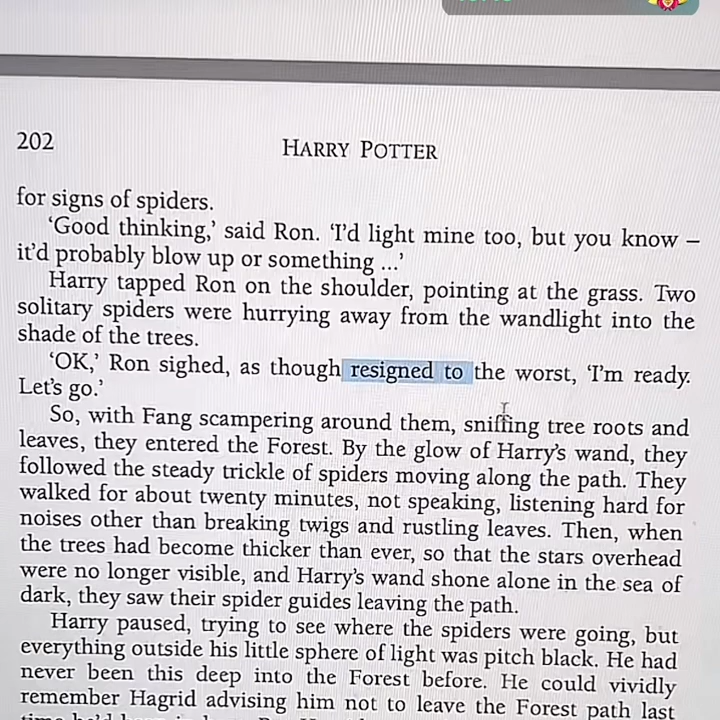 202
HARRY POTTER
for signs of spiders.
‘Good thinking,’ said Ron. ‘I’d light mine too, but you know –
it’d probably blow up or something ...’
Harry tapped Ron on the shoulder, pointing at the grass. Two
solitary spiders were hurrying away from the wandlight into the
shade of the trees.
‘OK,’ Ron sighed, as though resigned to the worst, ‘I’m ready.
Let’s go.’
So, with Fang scampering around them, sniffing tree roots and
leaves, they entered the Forest. By the glow of Harry’s wand, they
followed the steady trickle of spiders moving along the path. They
walked for about twenty minutes, not speaking, listening hard for
noises other than breaking twigs and rustling leaves. Then, when
the trees had become thicker than ever, so that the stars overhead
were no longer visible, and Harry’s wand shone alone in the sea of
dark, they saw their spider guides leaving the path.
Harry paused, trying to see where the spiders were going, but
everything outside his little sphere of light was pitch black. He had
never been this deep into the Forest before. He could vividly
remember Hagrid advising him not to leave the Forest path last